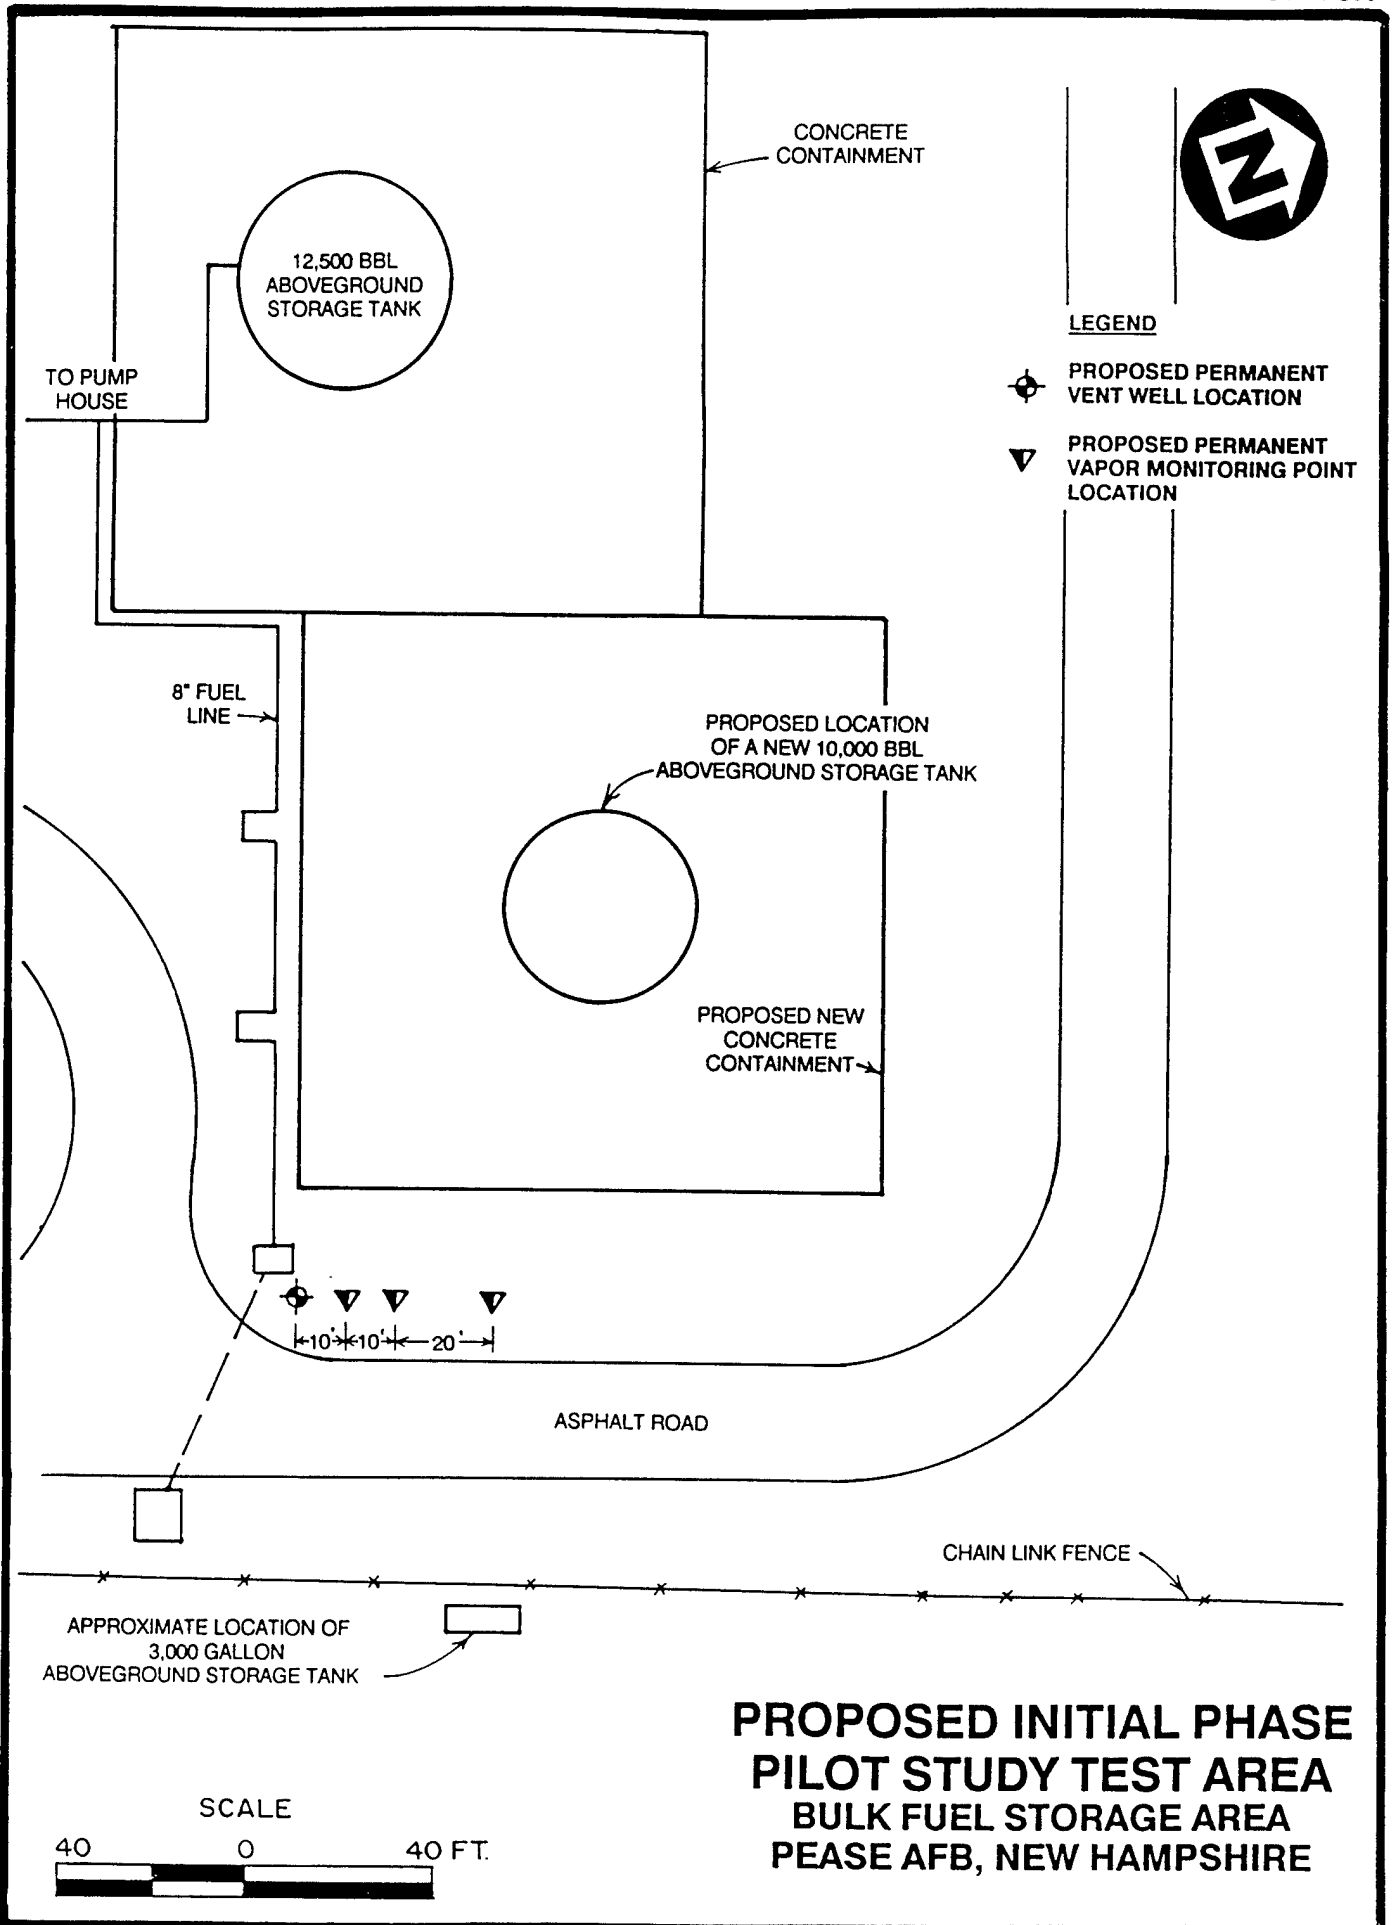 CONCRETE
CONTAINMENT
N
12,500 BBL
ABOVEGROUND
STORAGE TANK
LEGEND
TO PUMP
HOUSE
PROPOSED PERMANENT
VENT WELL LOCATION
PROPOSED PERMANENT
VAPOR MONITORING POINT
LOCATION
8" FUEL
LINE
PROPOSED LOCATION
OF A NEW 10,000 BBL
ABOVEGROUND STORAGE TANK
PROPOSED NEW
CONCRETE
CONTAINMENT
10' 10' 20'
ASPHALT ROAD
CHAIN LINK FENCE
APPROXIMATE LOCATION OF
3,000 GALLON
ABOVEGROUND STORAGE TANK
PROPOSED INITIAL PHASE
PILOT STUDY TEST AREA
BULK FUEL STORAGE AREA
PEASE AFB, NEW HAMPSHIRE
SCALE
40 0 40 FT.